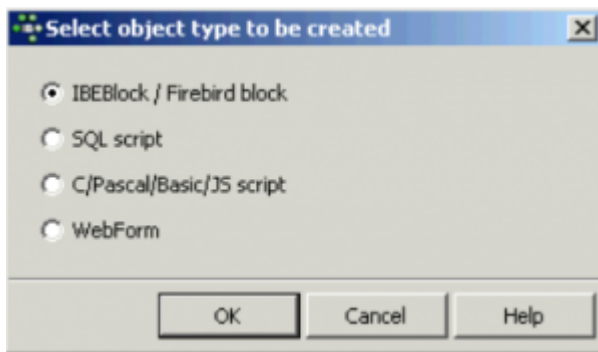 Select object type to be created
IBEBlock / Firebird block
SQL script
C/Pascal/Basic/JS script
WebForm
OK Cancel Help